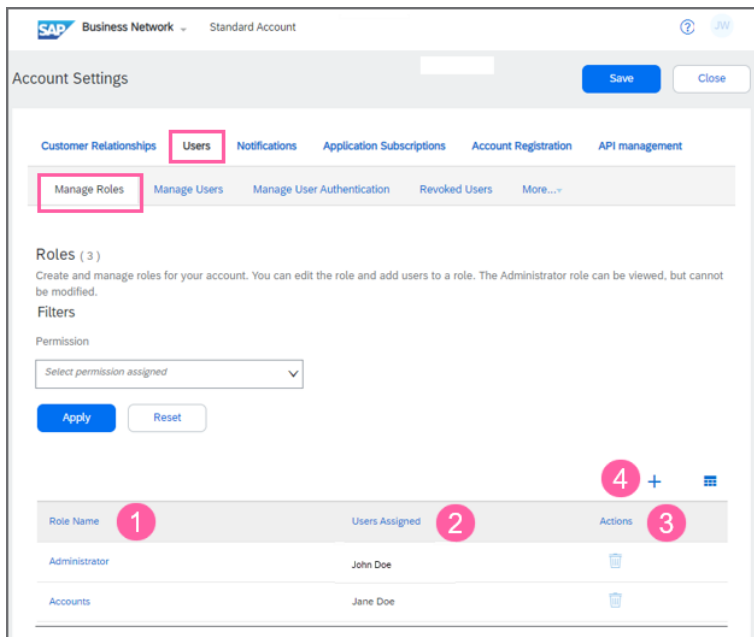 SAP Business Network Standard Account ? JW
Account Settings Save Close
Customer Relationships Users Notifications Application Subscriptions Account Registration API management
Manage Roles Manage Users Manage User Authentication Revoked Users More...
Roles (3)
Create and manage roles for your account. You can edit the role and add users to a role. The Administrator role can be viewed, but cannot
be modified.
Filters
Permission
Select permission assigned
Apply Reset
4 +
Role Name 1 Users Assigned 2 Actions 3
Administrator John Doe
Accounts Jane Doe